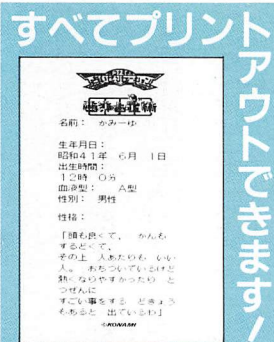 すべてプリントアウトできます!
名前: かみーゆ
生年月日:
昭和41年 6月 1日
出生時間:
12時 0分
血液型: A型
性別: 男性
性格:
「頭も良くて、 かんも
するどくて、
その上 人あたりも いい
人。 おちついているけど
熱くなりやすかったり と
つぜんに
すごい事をする どきょう
もあると 出ているわ」
©KONAMI